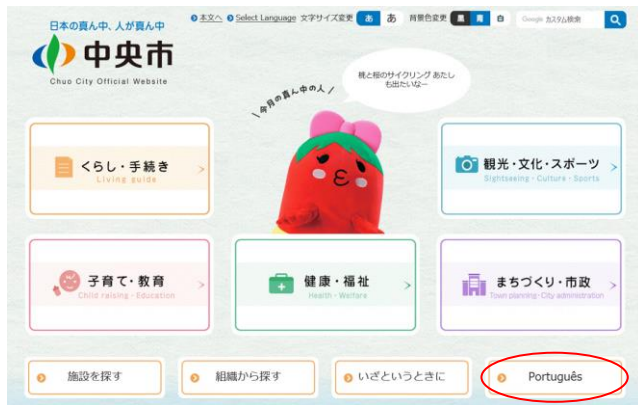 日本の真ん中、人が真ん中
中央市
Chuo City Official Website
本文へ Select Language 文字サイズ変更 あ あ 背景色変更 黒 青 白 Google カスタム検索
今月の真ん中の人
桃と桜のサイクリング あたし
も出たいなー
くらし・手続き
Living guide
観光・文化・スポーツ
Sightseeing・Culture・Sports
子育て・教育
Child raising・Education
健康・福祉
Health・Welfare
まちづくり・市政
Town planning・City administration
施設を探す
組織から探す
いざというときに
Português